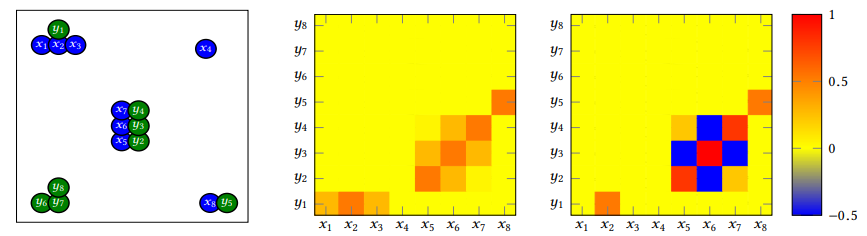 y₁
x₁ x₂ x₃
x₄
x₇ y₄
x₆ y₃
x₅ y₂
y₈
y₆ y₇
x₈ y₅
y₈
y₇
y₆
y₅
y₄
y₃
y₂
y₁
x₁ x₂ x₃ x₄ x₅ x₆ x₇ x₈
y₈
y₇
y₆
y₅
y₄
y₃
y₂
y₁
x₁ x₂ x₃ x₄ x₅ x₆ x₇ x₈
1
0.5
0
−0.5